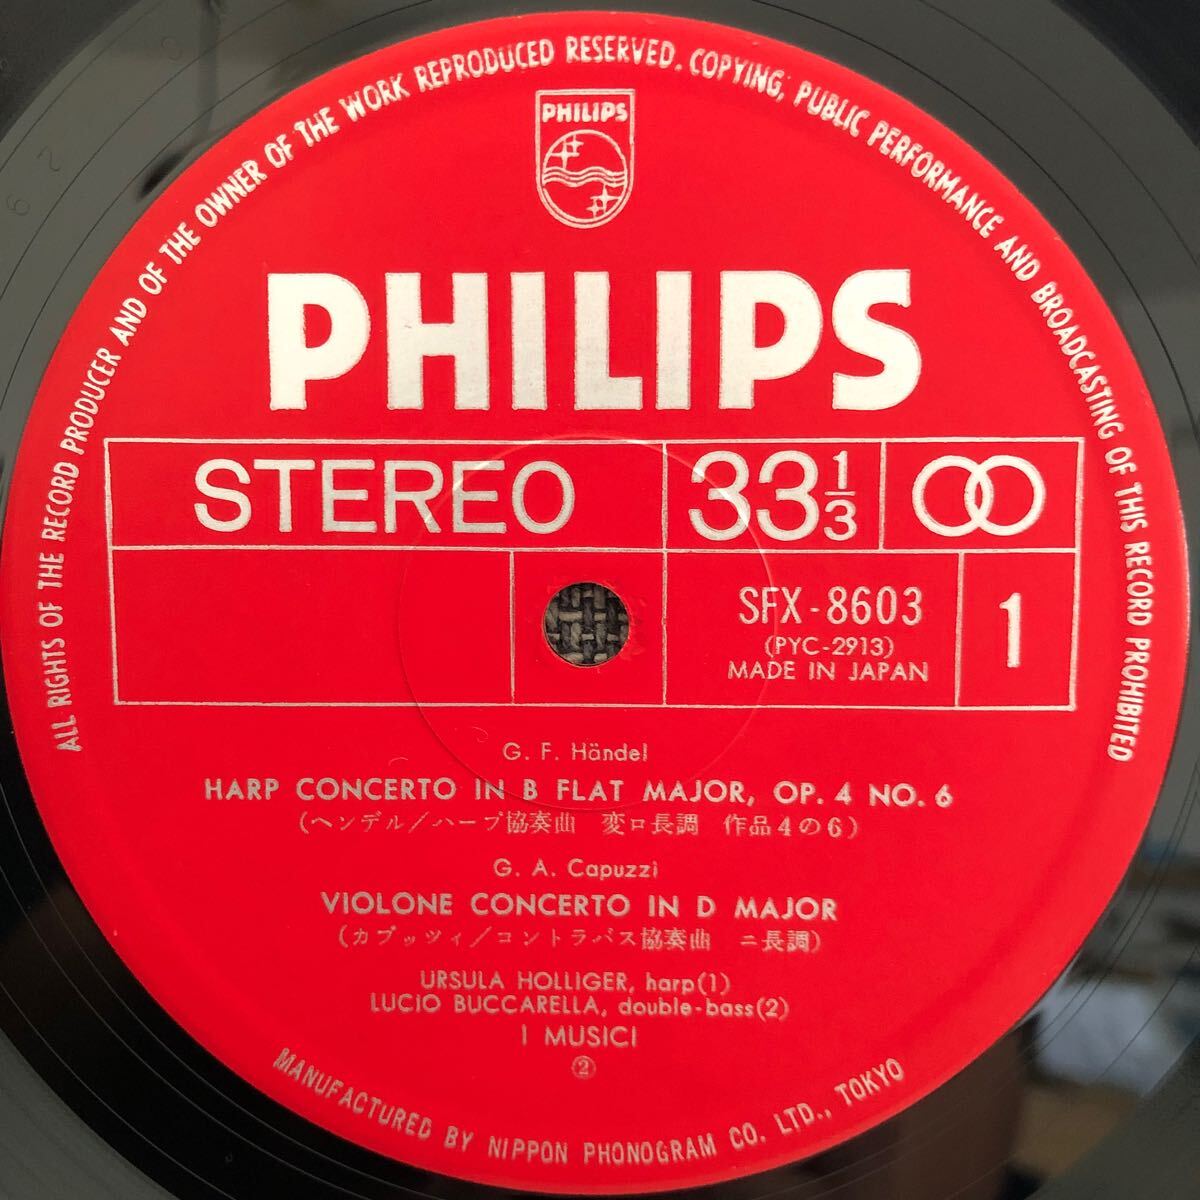 ALL RIGHTS OF THE RECORD PRODUCER AND OF THE OWNER OF THE WORK REPRODUCED RESERVED. COPYING, PUBLIC PERFORMANCE AND BROADCASTING OF THIS RECORD PROHIBITED
PHILIPS
PHILIPS
STEREO 33 1/3
SFX-8603
(PYC-2913)
MADE IN JAPAN
1
G. F. Händel
HARP CONCERTO IN B FLAT MAJOR, OP. 4 NO. 6
(ヘンデル/ハープ協奏曲 変ロ長調 作品4の6)
G. A. Capuzzi
VIOLONE CONCERTO IN D MAJOR
(カプッツィ/コントラバス協奏曲 ニ長調)
URSULA HOLLIGER, harp(1)
LUCIO BUCCARELLA, double-bass(2)
I MUSICI
②
MANUFACTURED BY NIPPON PHONOGRAM CO. LTD., TOKYO